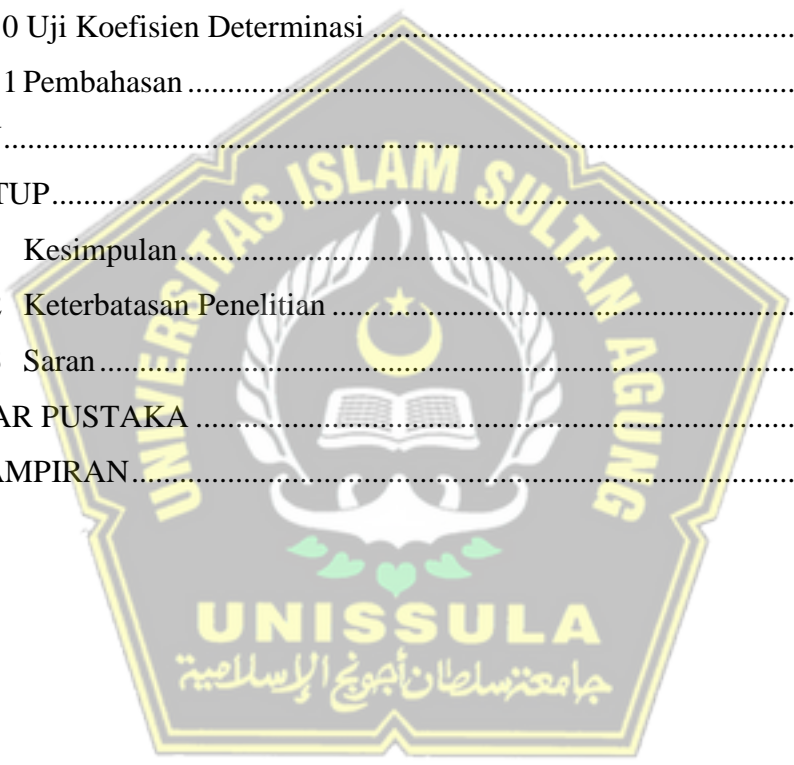 0 Uji Koefisien Determinasi ......................................................
1 Pembahasan ..............................................................................
......................................................................................................
TUP ..............................................................................................
Kesimpulan ..............................................................................
Keterbatasan Penelitian ..........................................................
Saran ........................................................................................
AR PUSTAKA ............................................................................
AMPIRAN ...................................................................................
UNIVERSITAS ISLAM SULTAN AGUNG
UNISSULA
جامعة سلطان أجونج الإسلامية